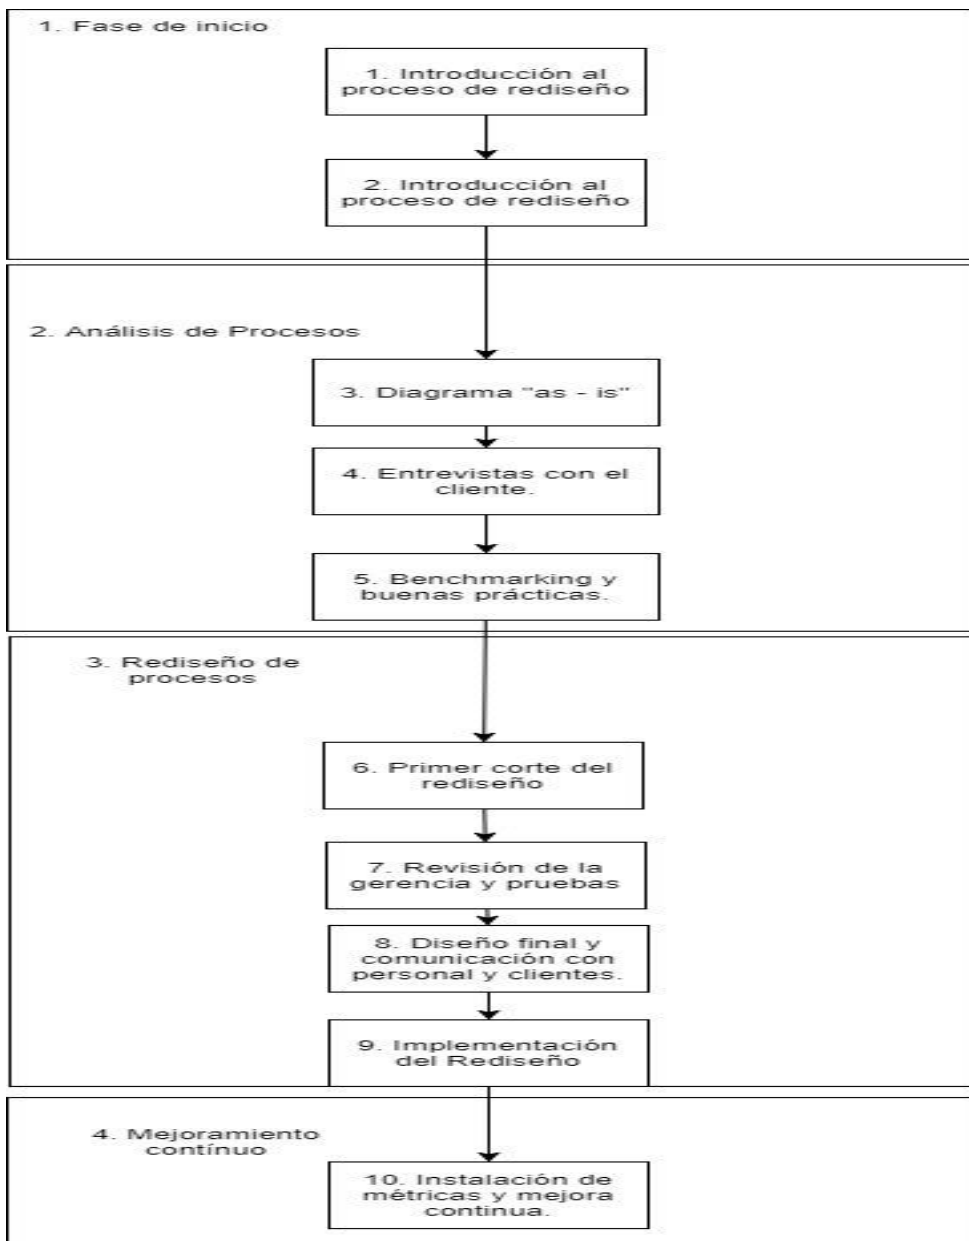 1. Fase de inicio
1. Introducción al
proceso de rediseño
2. Introducción al
proceso de rediseño
2. Análisis de Procesos
3. Diagrama "as - is"
4. Entrevistas con el
cliente.
5. Benchmarking y
buenas prácticas.
3. Rediseño de
procesos
6. Primer corte del
rediseño
7. Revisión de la
gerencia y pruebas
8. Diseño final y
comunicación con
personal y clientes.
9. Implementación
del Rediseño
4. Mejoramiento
contínuo
10. Instalación de
métricas y mejora
continua.